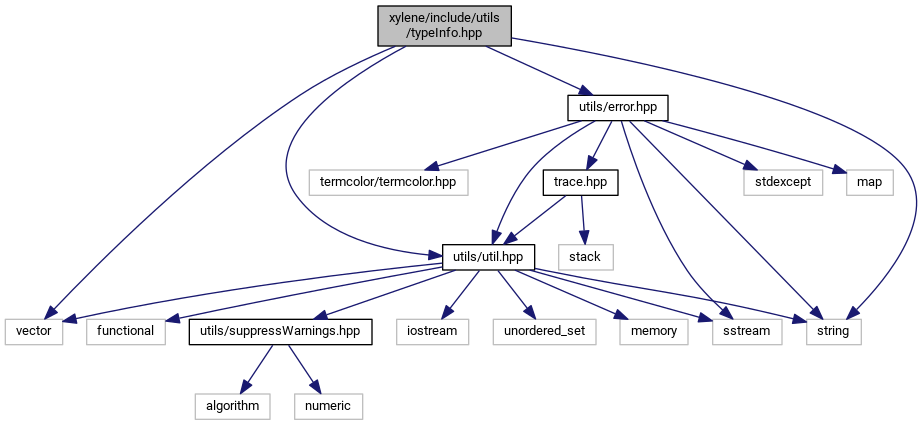 xylene/include/utils
/typeInfo.hpp
utils/error.hpp
termcolor/termcolor.hpp
trace.hpp
stdexcept
map
utils/util.hpp
stack
vector
functional
utils/suppressWarnings.hpp
iostream
unordered_set
memory
sstream
string
algorithm
numeric